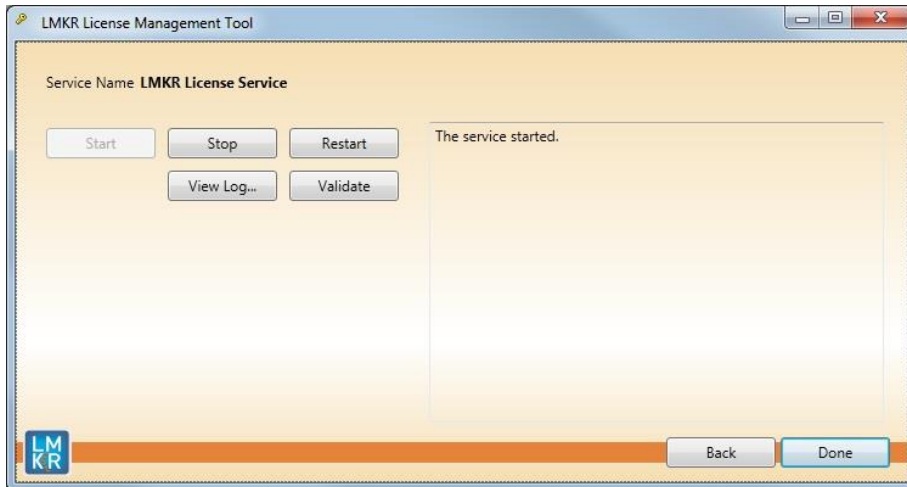 LMKR License Management Tool
Service Name LMKR License Service
Start Stop Restart
View Log... Validate
The service started.
LM
KR
Back Done